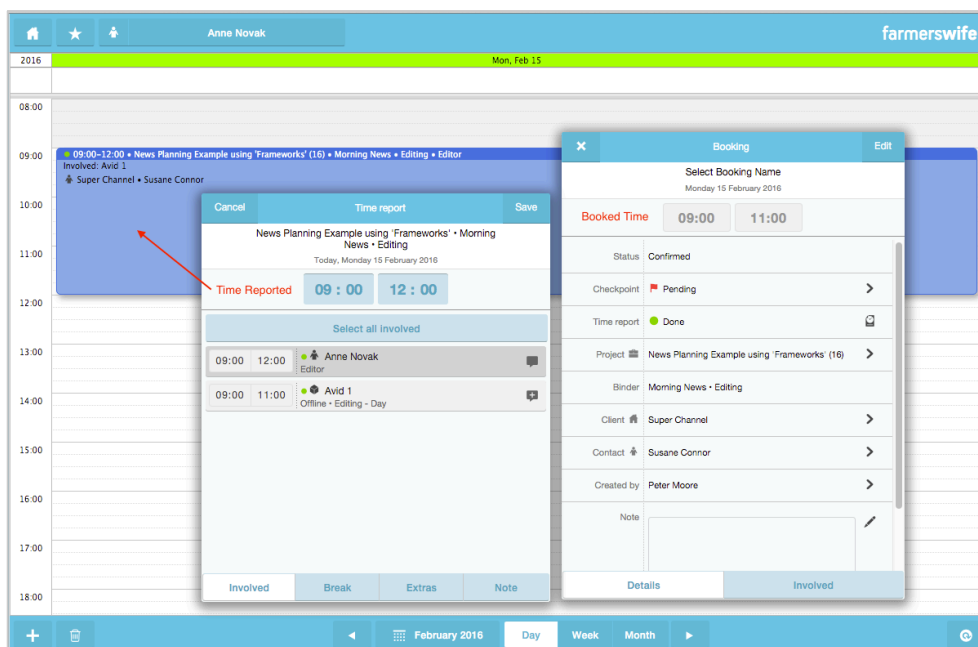 Anne Novak
farmerswife
2016
Mon, Feb 15
08:00
09:00
10:00
11:00
12:00
13:00
14:00
15:00
16:00
17:00
18:00
09:00-12:00 • News Planning Example using 'Frameworks' (16) • Morning News • Editing • Editor
Involved: Avid 1
Super Channel • Susane Connor
Cancel
Time report
Save
News Planning Example using 'Frameworks' • Morning
News • Editing
Today, Monday 15 February 2016
Time Reported
09 : 00
12 : 00
Select all involved
09:00 12:00 Anne Novak
Editor
09:00 11:00 Avid 1
Offline • Editing - Day
Involved
Break
Extras
Note
Booking
Edit
Select Booking Name
Monday 15 February 2016
Booked Time
09:00
11:00
Status Confirmed
Checkpoint Pending
Time report Done
Project News Planning Example using 'Frameworks' (16)
Binder Morning News • Editing
Client Super Channel
Contact Susane Connor
Created by Peter Moore
Note
Details
Involved
February 2016
Day
Week
Month